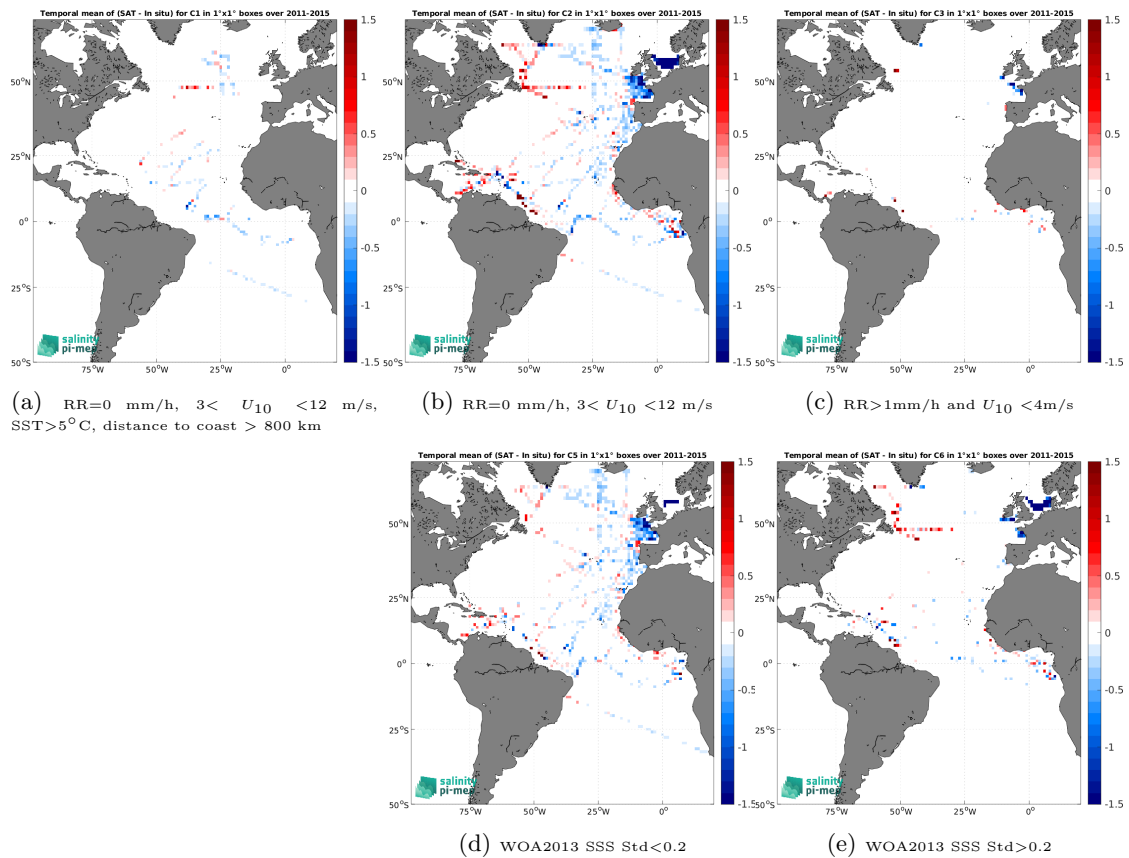 Temporal mean of (SAT - In situ) for C1 in 1°x1° boxes over 2011-2015
50°N
25°N
0°
25°S
50°S
75°W
50°W
25°W
0°
1.5
1
0.5
0
-0.5
-1
-1.5
salinity
pi-mep
(a) RR=0 mm/h, 3< U10 <12 m/s,
SST>5°C, distance to coast > 800 km
Temporal mean of (SAT - In situ) for C2 in 1°x1° boxes over 2011-2015
50°N
25°N
0°
25°S
50°S
75°W
50°W
25°W
0°
1.5
1
0.5
0
-0.5
-1
-1.5
salinity
pi-mep
(b) RR=0 mm/h, 3< U10 <12 m/s
Temporal mean of (SAT - In situ) for C3 in 1°x1° boxes over 2011-2015
50°N
25°N
0°
25°S
50°S
75°W
50°W
25°W
0°
1.5
1
0.5
0
-0.5
-1
-1.5
salinity
pi-mep
(c) RR>1mm/h and U10 <4m/s
Temporal mean of (SAT - In situ) for C5 in 1°x1° boxes over 2011-2015
50°N
25°N
0°
25°S
50°S
75°W
50°W
25°W
0°
1.5
1
0.5
0
-0.5
-1
-1.5
salinity
pi-mep
(d) WOA2013 SSS Std<0.2
Temporal mean of (SAT - In situ) for C6 in 1°x1° boxes over 2011-2015
50°N
25°N
0°
25°S
50°S
75°W
50°W
25°W
0°
1.5
1
0.5
0
-0.5
-1
-1.5
salinity
pi-mep
(e) WOA2013 SSS Std>0.2